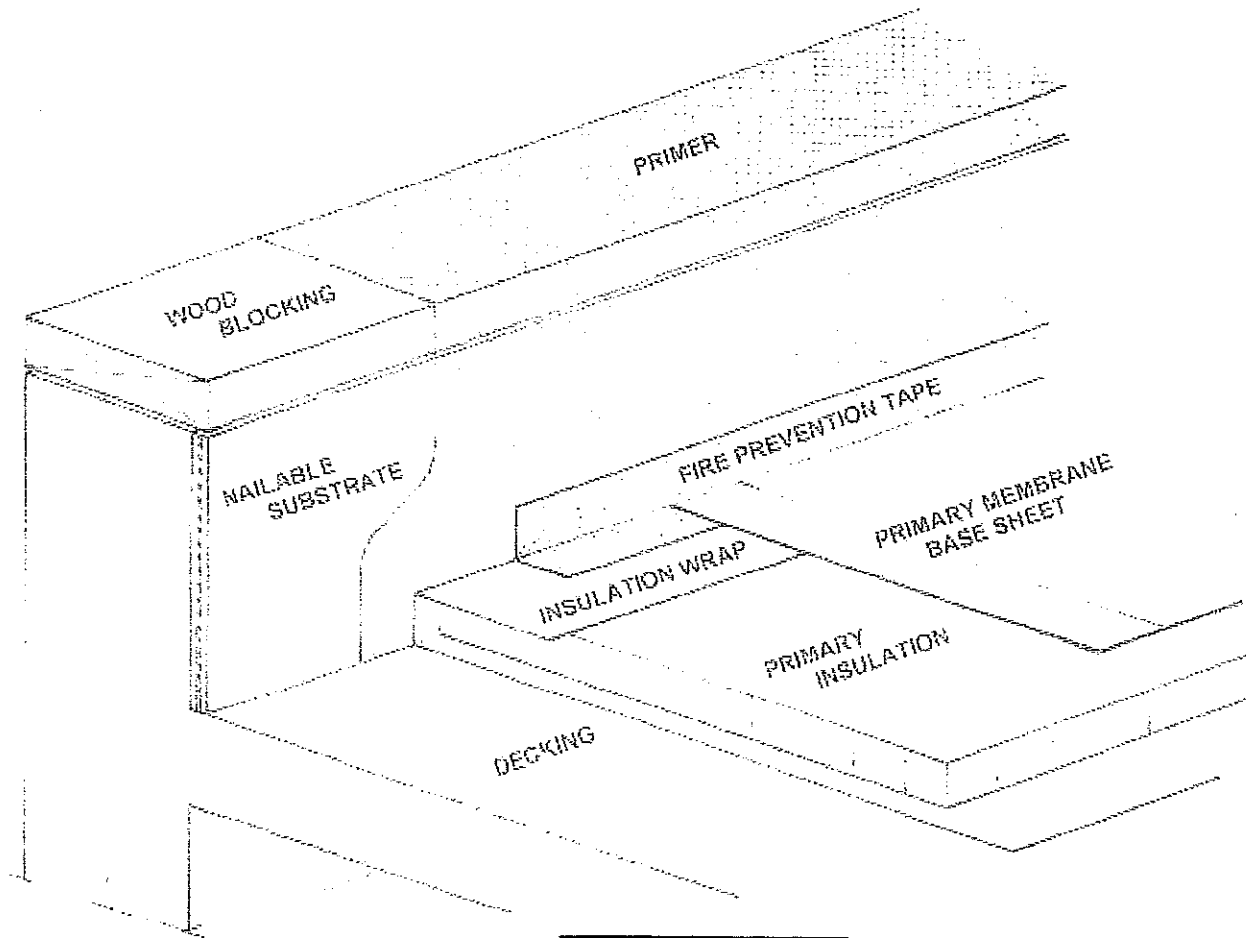 PRIMER
WOOD
BLOCKING
NAILABLE
SUBSTRATE
FIRE PREVENTION TAPE
PRIMARY MEMBRANE
BASE SHEET
INSULATION WRAP
PRIMARY
INSULATION
DECKING